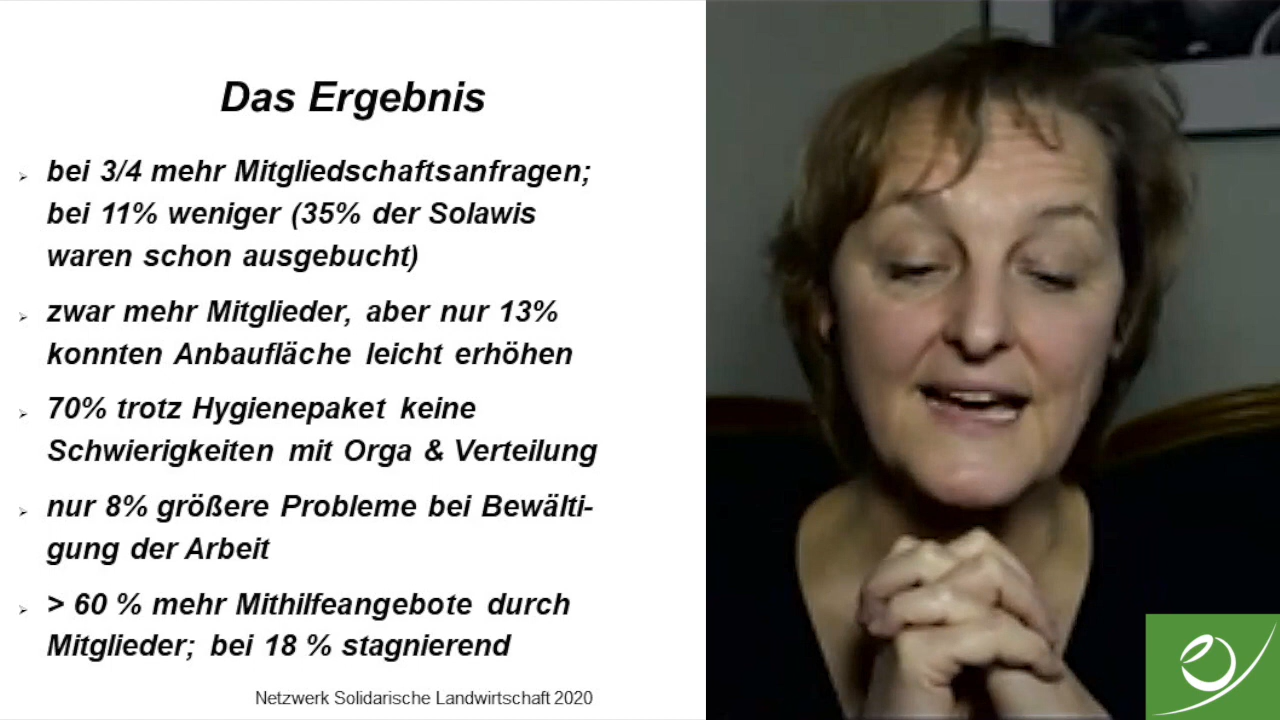 Das Ergebnis
bei 3/4 mehr Mitgliedschaftsanfragen;
bei 11% weniger (35% der Solawis
waren schon ausgebucht)
zwar mehr Mitglieder, aber nur 13%
konnten Anbaufläche leicht erhöhen
70% trotz Hygienepaket keine
Schwierigkeiten mit Orga & Verteilung
nur 8% größere Probleme bei Bewälti-
gung der Arbeit
> 60 % mehr Mithilfeangebote durch
Mitglieder; bei 18 % stagnierend
Netzwerk Solidarische Landwirtschaft 2020